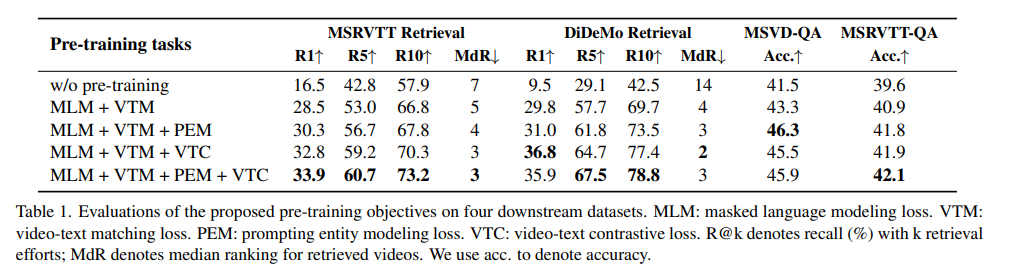 Pre-training tasks MSRVTT Retrieval DiDeMo Retrieval MSVD-QA MSRVTT-QA
R1↑ R5↑ R10↑ MdR↓ R1↑ R5↑ R10↑ MdR↓ Acc.↑ Acc.↑
w/o pre-training 16.5 42.8 57.9 7 9.5 29.1 42.5 14 41.5 39.6
MLM + VTM 28.5 53.0 66.8 5 29.8 57.7 69.7 4 43.3 40.9
MLM + VTM + PEM 30.3 56.7 67.8 4 31.0 61.8 73.5 3 46.3 41.8
MLM + VTM + VTC 32.8 59.2 70.3 3 36.8 64.7 77.4 2 45.5 41.9
MLM + VTM + PEM + VTC 33.9 60.7 73.2 3 35.9 67.5 78.8 3 45.9 42.1
Table 1. Evaluations of the proposed pre-training objectives on four downstream datasets. MLM: masked language modeling loss. VTM:
video-text matching loss. PEM: prompting entity modeling loss. VTC: video-text contrastive loss. R@k denotes recall (%) with k retrieval
efforts; MdR denotes median ranking for retrieved videos. We use acc. to denote accuracy.